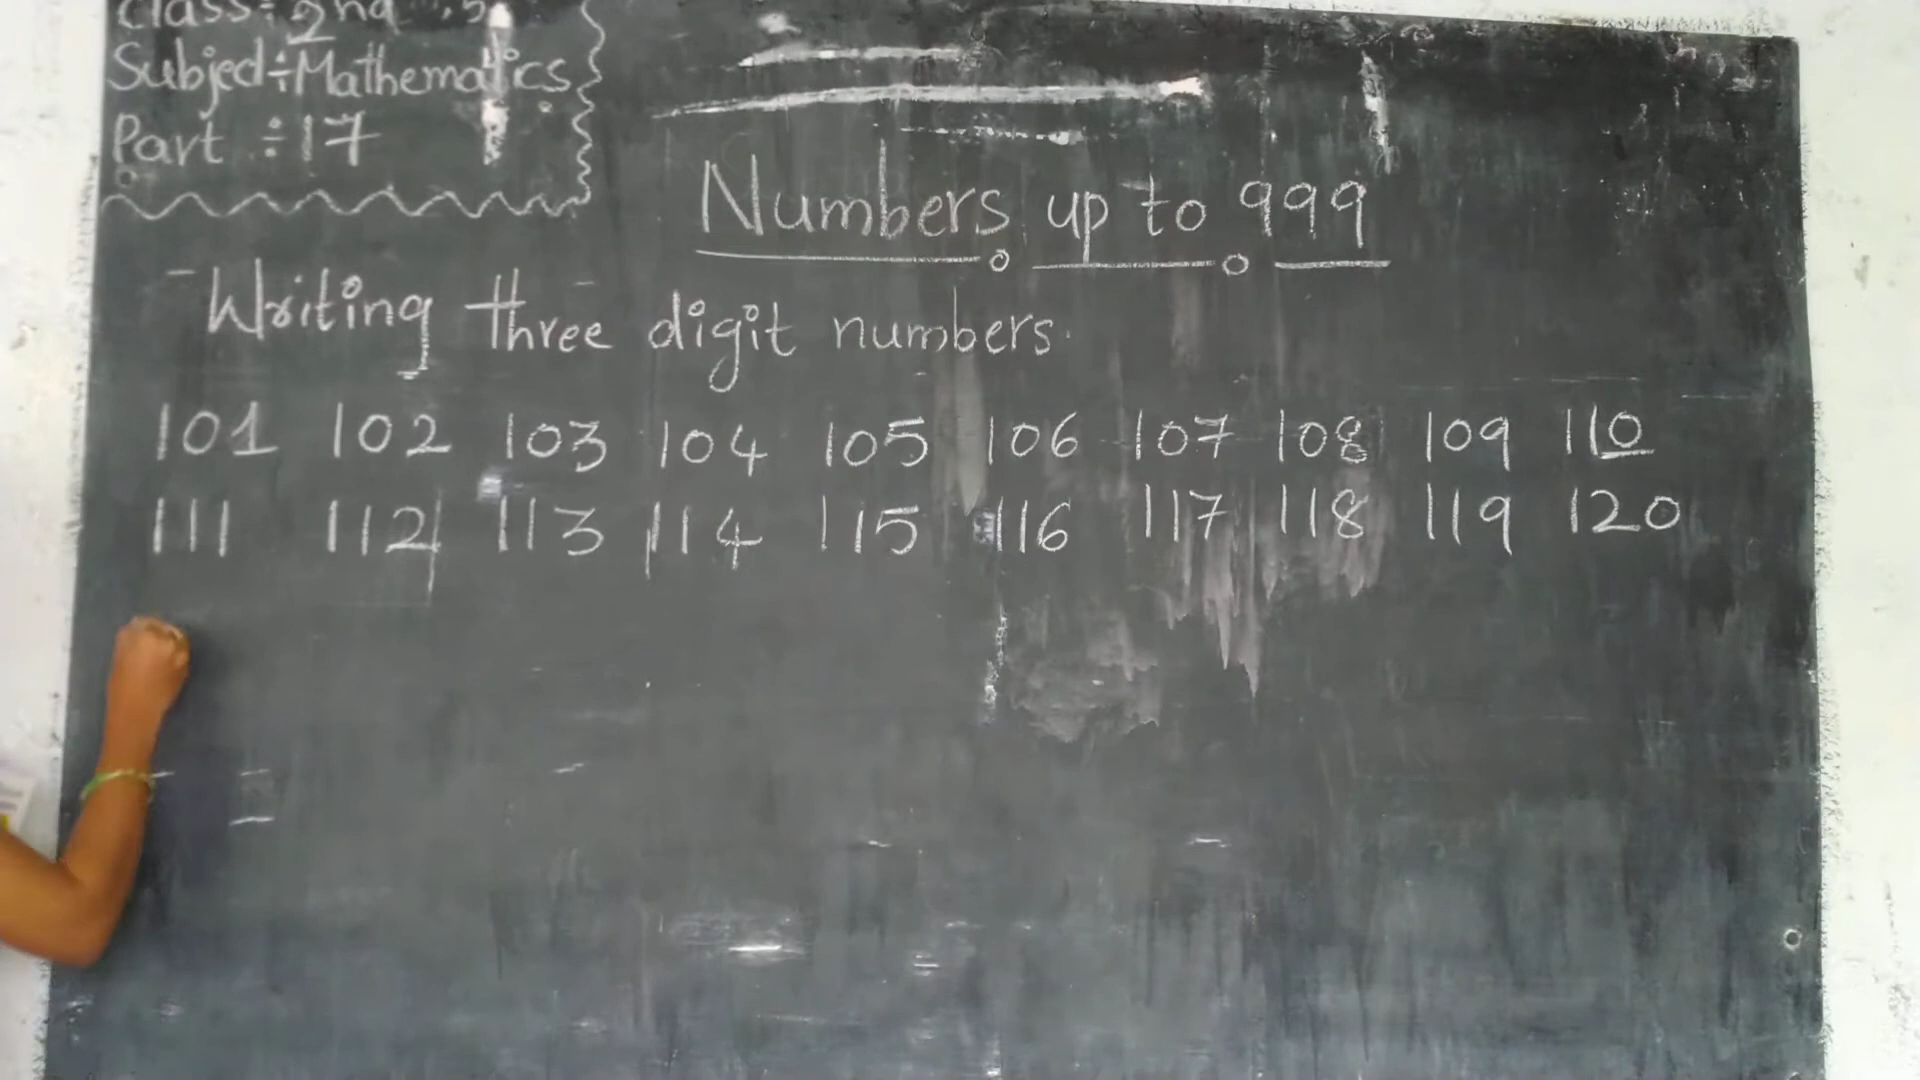 Class÷2nd
Subject÷Mathematics
Part ÷17
Numbers up to 999
Writing three digit numbers.
101 102 103 104 105 106 107 108 109 110
111 112 113 114 115 116 117 118 119 120